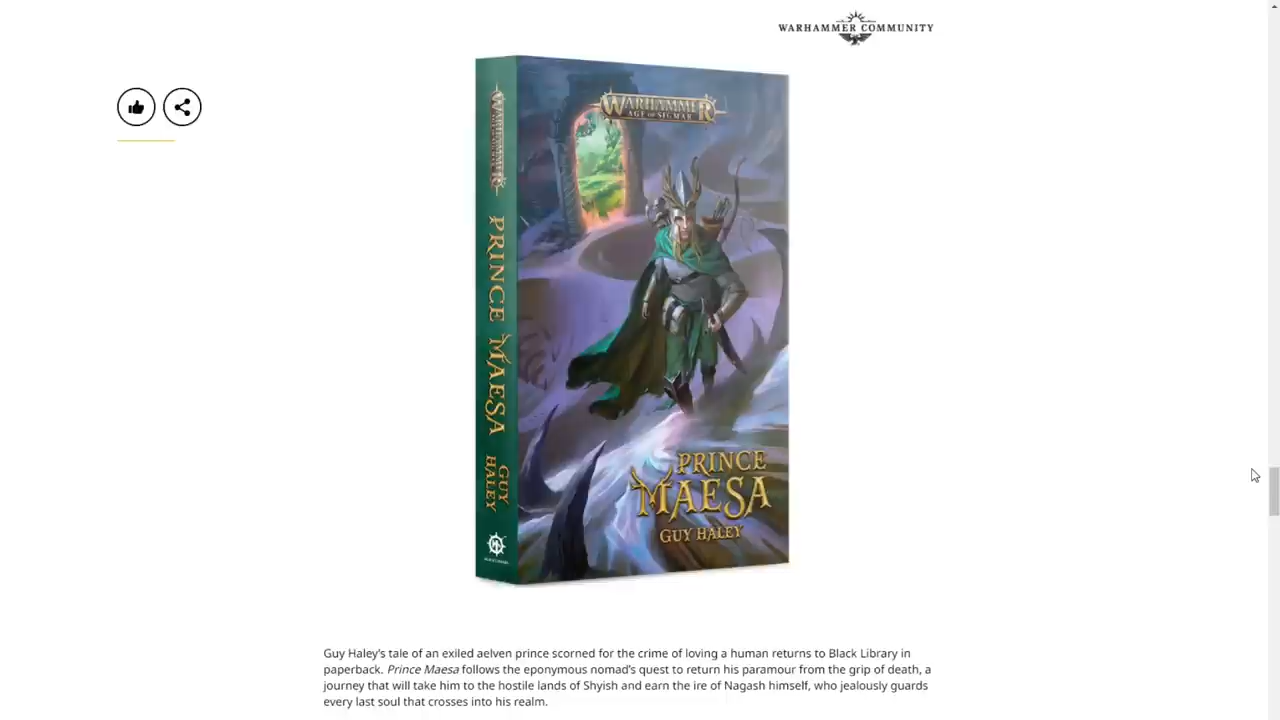 WARHAMMER COMMUNITY
WARHAMMER
AGE OF SIGMAR
PRINCE MAESA
GUY HALEY
WARHAMMER
AGE OF SIGMAR
PRINCE
MAESA
GUY HALEY
Guy Haley's tale of an exiled aelven prince scorned for the crime of loving a human returns to Black Library in
paperback. Prince Maesa follows the eponymous nomad's quest to return his paramour from the grip of death, a
journey that will take him to the hostile lands of Shyish and earn the ire of Nagash himself, who jealously guards
every last soul that crosses into his realm.